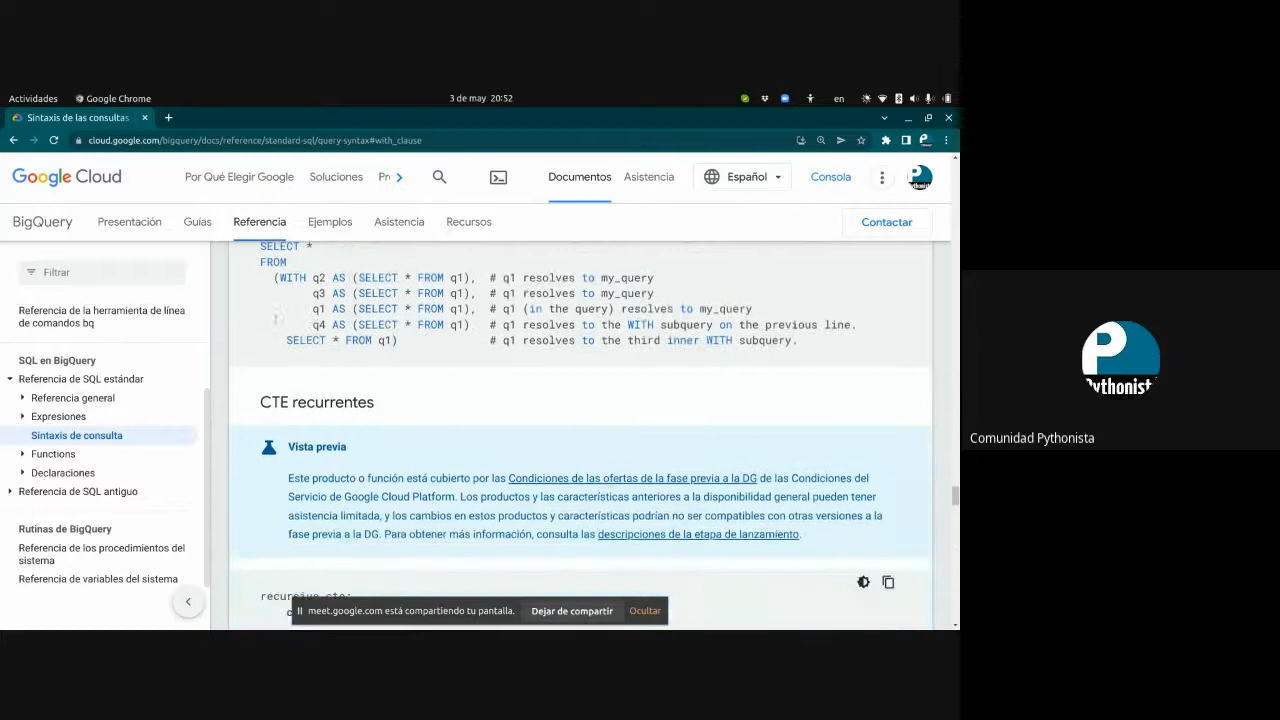 Actividades
Google Chrome
3 de may 20:52
en
Sintaxis de las consultas
cloud.google.com/bigquery/docs/reference/standard-sql/query-syntax#with_clause
Google Cloud
Por Qué Elegir Google
Soluciones
Pr
Documentos
Asistencia
Español
Consola
BigQuery
Presentación
Guías
Referencia
Ejemplos
Asistencia
Recursos
Contactar
Filtrar
Referencia de la herramienta de línea
de comandos bq
SQL en BigQuery
Referencia de SQL estándar
Referencia general
Expresiones
Sintaxis de consulta
Functions
Declaraciones
Referencia de SQL antiguo
Rutinas de BigQuery
Referencia de los procedimientos del
sistema
Referencia de variables del sistema
SELECT *
FROM
(WITH q2 AS (SELECT * FROM q1), # q1 resolves to my_query
q3 AS (SELECT * FROM q1), # q1 resolves to my_query
q1 AS (SELECT * FROM q1), # q1 (in the query) resolves to my_query
q4 AS (SELECT * FROM q1) # q1 resolves to the WITH subquery on the previous line.
SELECT * FROM q1) # q1 resolves to the third inner WITH subquery.
CTE recurrentes
Vista previa
Este producto o función está cubierto por las Condiciones de las ofertas de la fase previa a la DG de las Condiciones del
Servicio de Google Cloud Platform. Los productos y las características anteriores a la disponibilidad general pueden tener
asistencia limitada, y los cambios en estos productos y características podrían no ser compatibles con otras versiones a la
fase previa a la DG. Para obtener más información, consulta las descripciones de la etapa de lanzamiento.
meet.google.com está compartiendo tu pantalla.
Dejar de compartir
Ocultar
Pythonist
Comunidad Pythonista